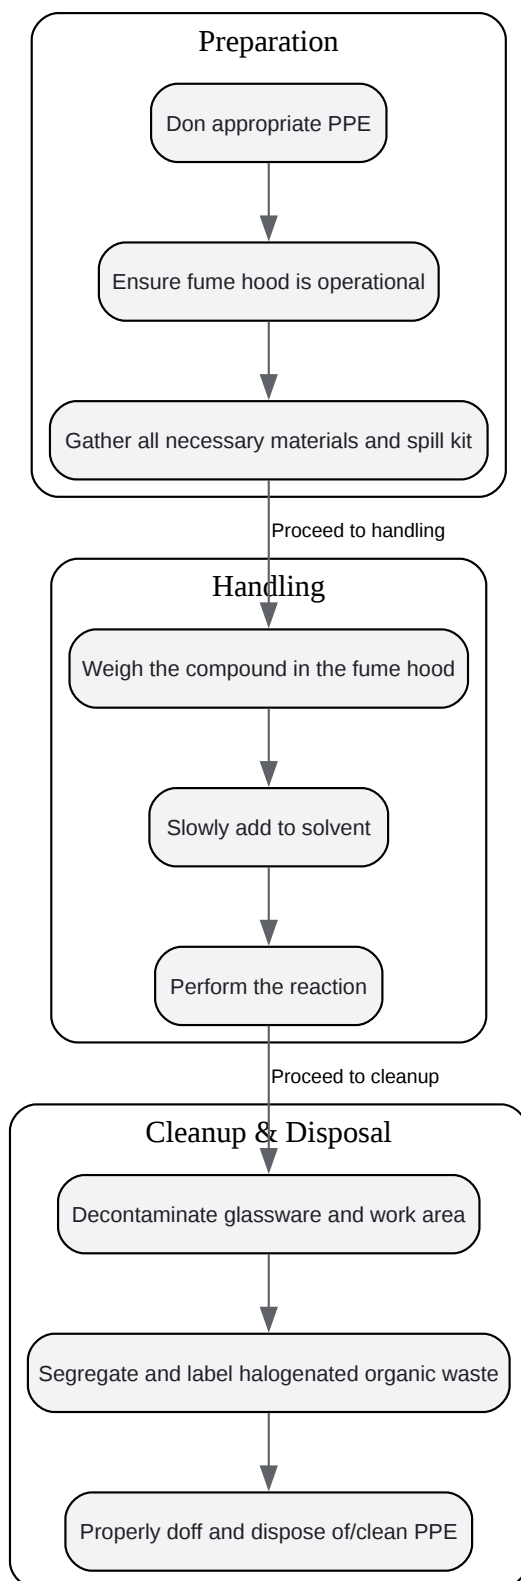 Preparation
Don appropriate PPE
Ensure fume hood is operational
Gather all necessary materials and spill kit
Proceed to handling
Handling
Weigh the compound in the fume hood
Slowly add to solvent
Perform the reaction
Proceed to cleanup
Cleanup & Disposal
Decontaminate glassware and work area
Segregate and label halogenated organic waste
Properly doff and dispose of/clean PPE